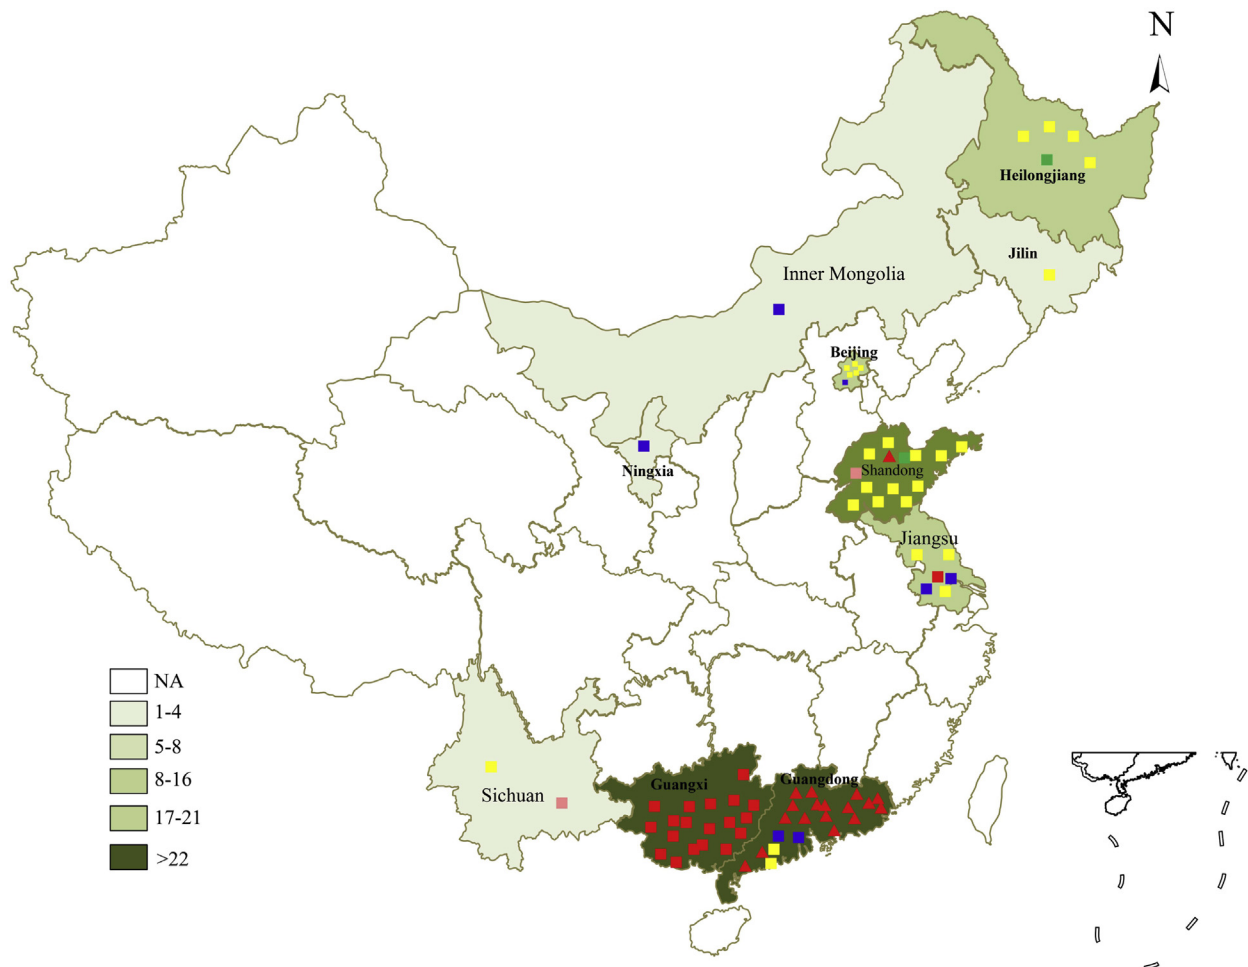 N
Heilongjiang
Jilin
Inner Mongolia
Beijing
Ningxia
Shandong
Jiangsu
NA
1-4
5-8
8-16
17-21
>22
Sichuan
Guangxi
Guangdong